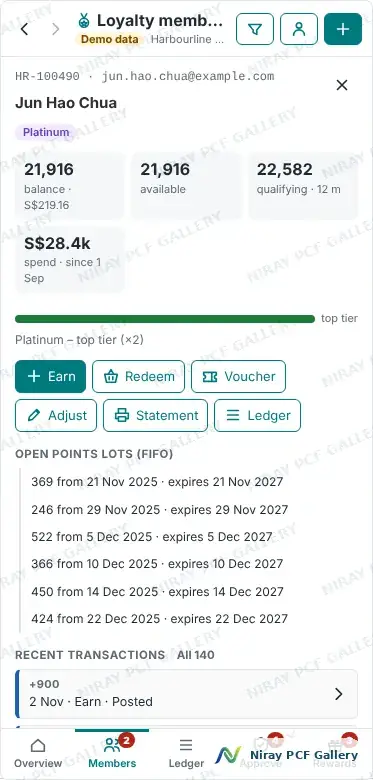 Loyalty memb...
Demo data Harbourline ...
HR-100490 · jun.hao.chua@example.com
Jun Hao Chua
Platinum
21,916
balance ·
S$219.16
21,916
available
22,582
qualifying · 12 m
S$28.4k
spend · since 1
Sep
top tier
Platinum – top tier (×2)
Earn
Redeem
Voucher
Adjust
Statement
Ledger
OPEN POINTS LOTS (FIFO)
369 from 21 Nov 2025 · expires 21 Nov 2027
246 from 29 Nov 2025 · expires 29 Nov 2027
522 from 5 Dec 2025 · expires 5 Dec 2027
366 from 10 Dec 2025 · expires 10 Dec 2027
450 from 14 Dec 2025 · expires 14 Dec 2027
424 from 22 Dec 2025 · expires 22 Dec 2027
RECENT TRANSACTIONS All 140
+900
2 Nov · Earn · Posted
2
Overview
Members
Ledger
Approve
Rewards
Niray PCF Gallery
NIRAY PCF GALLERY